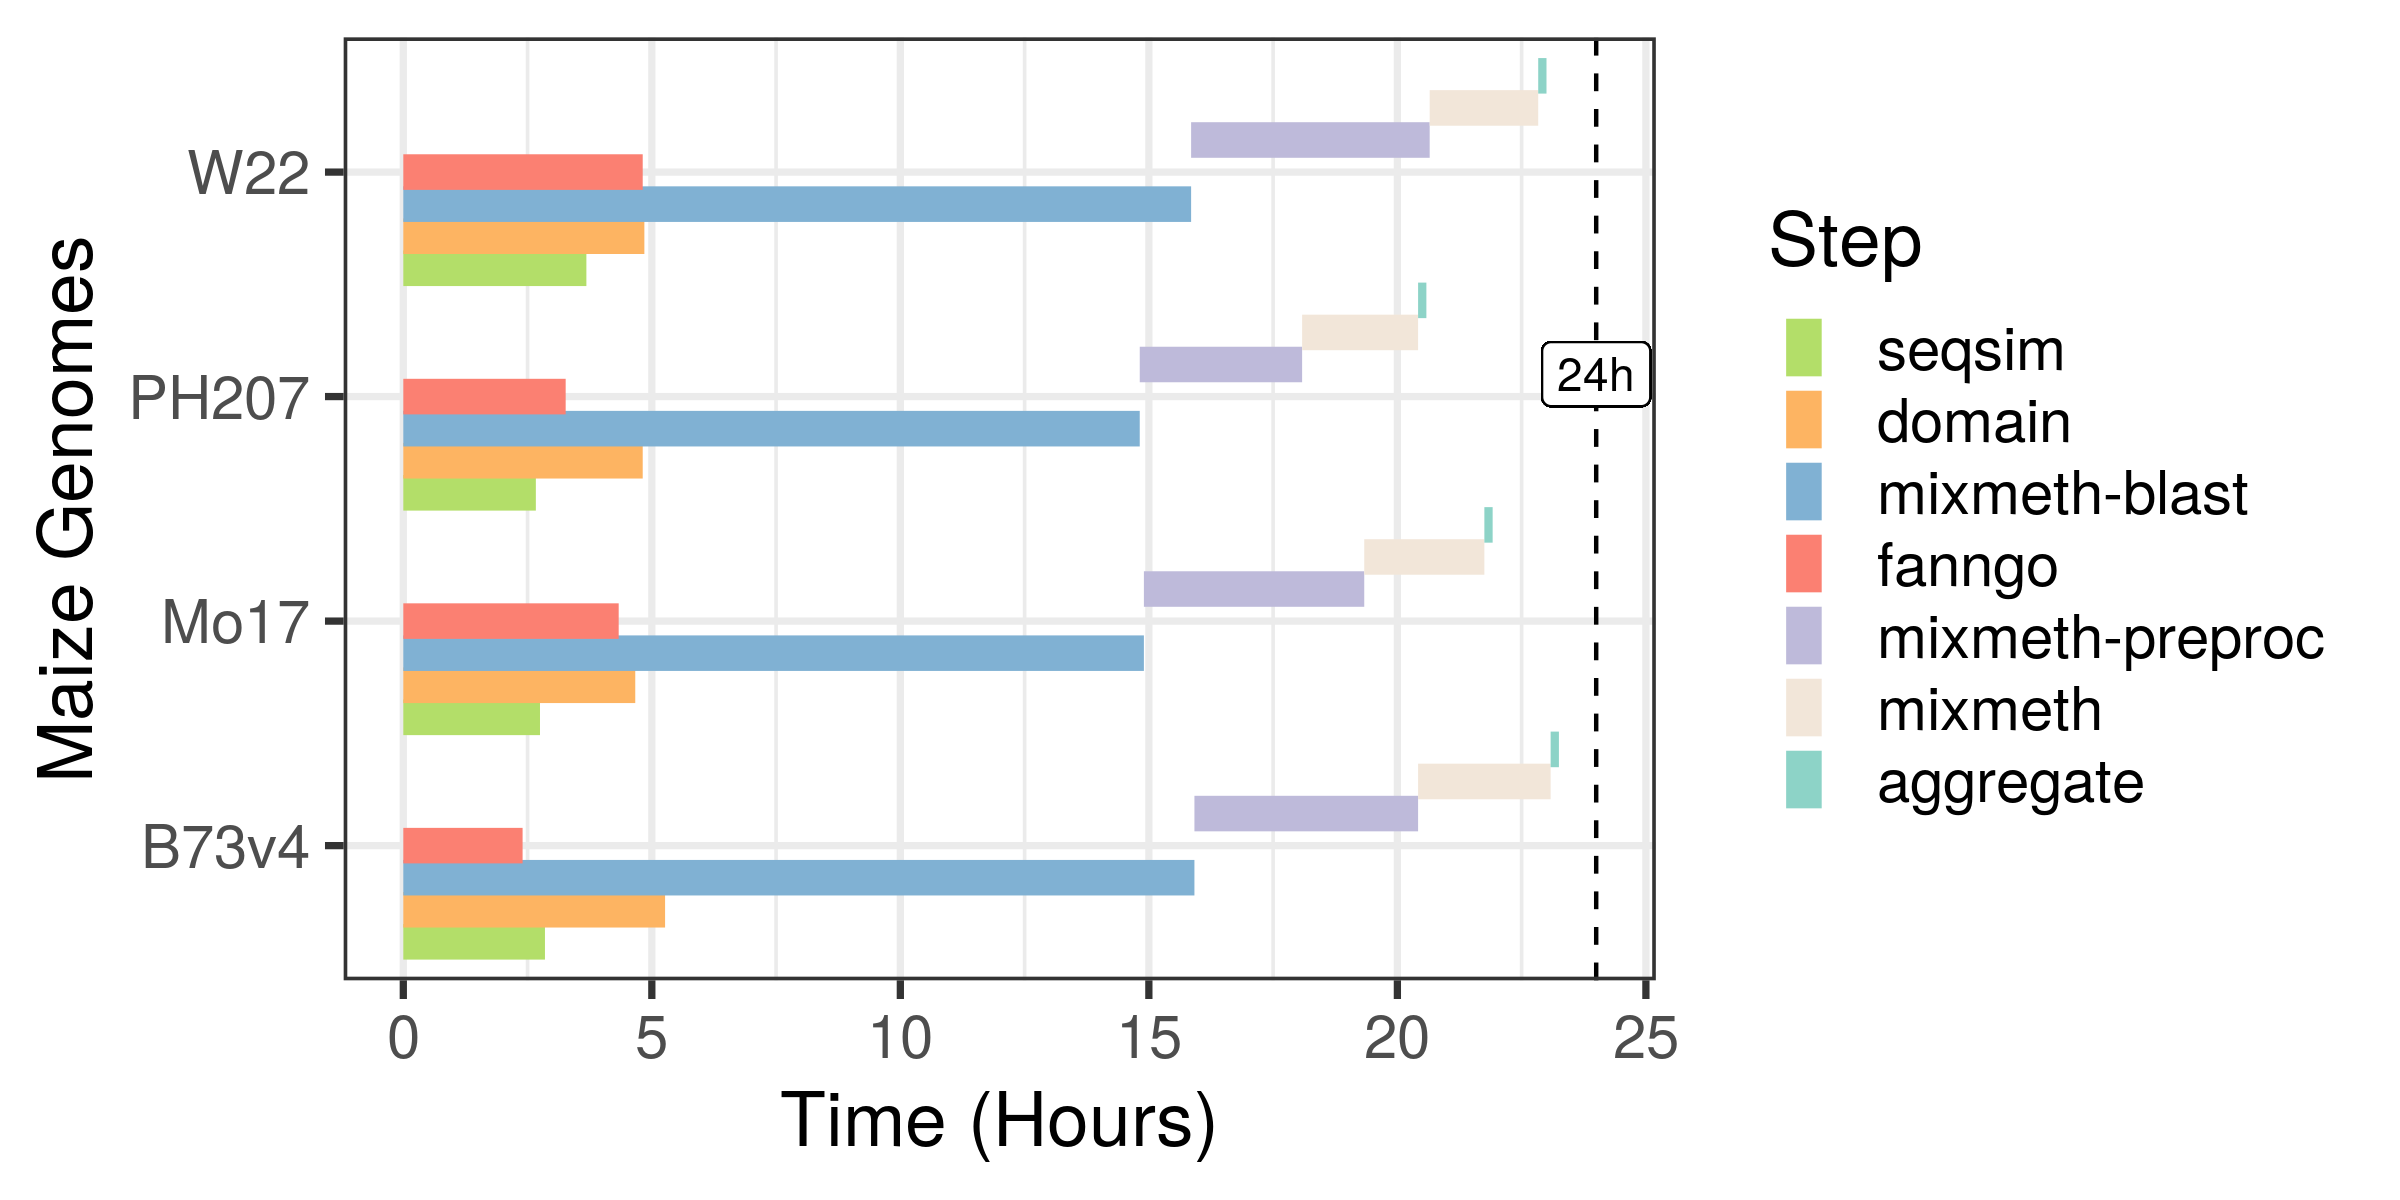 Maize Genomes
W22
PH207
Mo17
B73v4
24h
0 5 10 15 20 25
Time (Hours)
Step
seqsim
domain
mixmeth-blast
fanngo
mixmeth-preproc
mixmeth
aggregate